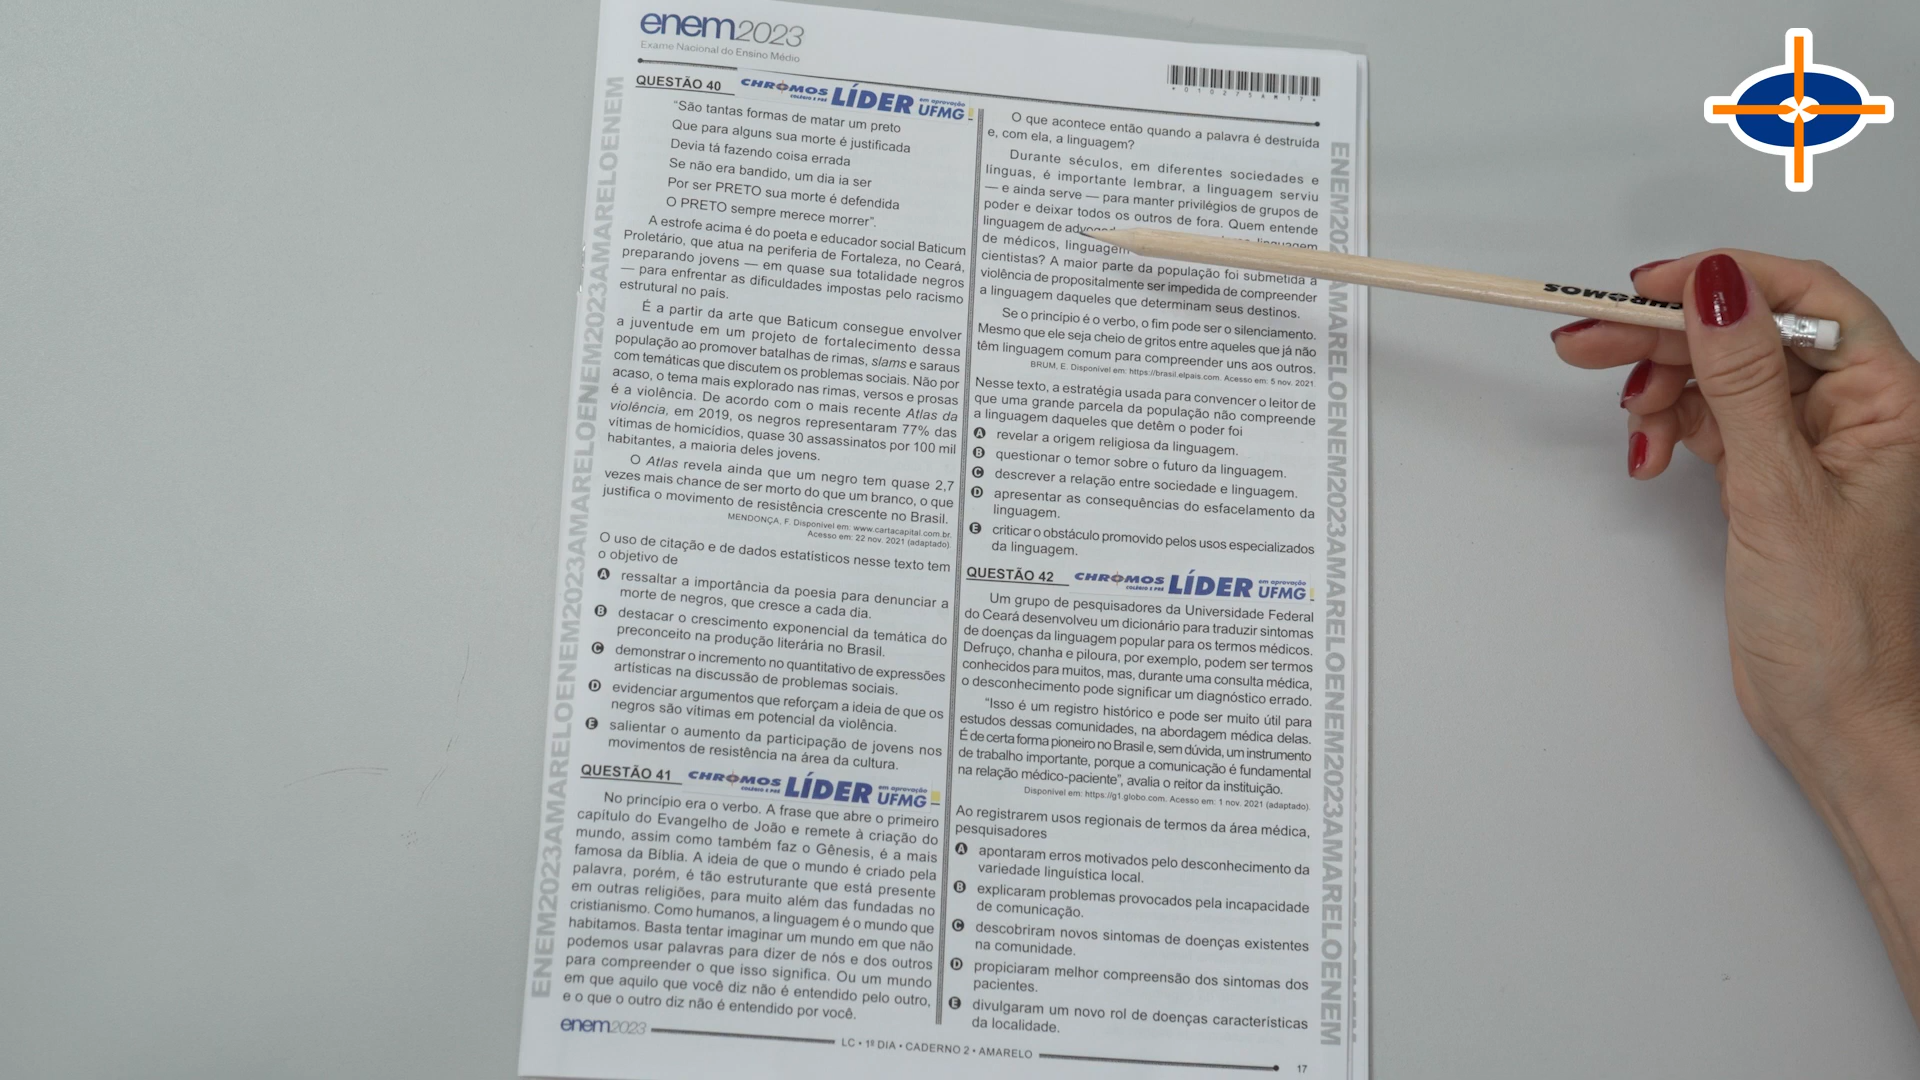 enem2023
Exame Nacional do Ensino Médio
*010275AM17*
QUESTÃO 40
CHROMOS
COLÉGIO E PRÉ
LÍDER
em aprovação
UFMG
"São tantas formas de matar um preto
Que para alguns sua morte é justificada
Devia tá fazendo coisa errada
Se não era bandido, um dia ia ser
Por ser PRETO sua morte é defendida
O PRETO sempre merece morrer".
A estrofe acima é do poeta e educador social Baticum
Proletário, que atua na periferia de Fortaleza, no Ceará,
preparando jovens — em quase sua totalidade negros
— para enfrentar as dificuldades impostas pelo racismo
estrutural no país.
É a partir da arte que Baticum consegue envolver
a juventude em um projeto de fortalecimento dessa
população ao promover batalhas de rimas, slams e saraus
com temáticas que discutem os problemas sociais. Não por
acaso, o tema mais explorado nas rimas, versos e prosas
é a violência. De acordo com o mais recente Atlas da
violência, em 2019, os negros representaram 77% das
vítimas de homicídios, quase 30 assassinatos por 100 mil
habitantes, a maioria deles jovens.
O Atlas revela ainda que um negro tem quase 2,7
vezes mais chance de ser morto do que um branco, o que
justifica o movimento de resistência crescente no Brasil.
MENDONÇA, F. Disponível em: www.cartacapital.com.br.
Acesso em: 22 nov. 2021 (adaptado).
O uso de citação e de dados estatísticos nesse texto tem
o objetivo de
A ressaltar a importância da poesia para denunciar a
morte de negros, que cresce a cada dia.
B destacar o crescimento exponencial da temática do
preconceito na produção literária no Brasil.
C demonstrar o incremento no quantitativo de expressões
artísticas na discussão de problemas sociais.
D evidenciar argumentos que reforçam a ideia de que os
negros são vítimas em potencial da violência.
E salientar o aumento da participação de jovens nos
movimentos de resistência na área da cultura.
QUESTÃO 41
CHROMOS
COLÉGIO E PRÉ
LÍDER
em aprovação
UFMG
No princípio era o verbo. A frase que abre o primeiro
capítulo do Evangelho de João e remete à criação do
mundo, assim como também faz o Gênesis, é a mais
famosa da Bíblia. A ideia de que o mundo é criado pela
palavra, porém, é tão estruturante que está presente
em outras religiões, para muito além das fundadas no
cristianismo. Como humanos, a linguagem é o mundo que
habitamos. Basta tentar imaginar um mundo em que não
podemos usar palavras para dizer de nós e dos outros
para compreender o que isso significa. Ou um mundo
em que aquilo que você diz não é entendido pelo outro,
e o que o outro diz não é entendido por você.
O que acontece então quando a palavra é destruída
e, com ela, a linguagem?
Durante séculos, em diferentes sociedades e
línguas, é importante lembrar, a linguagem serviu
— e ainda serve — para manter privilégios de grupos de
poder e deixar todos os outros de fora. Quem entende
linguagem de linguagem
de médicos, linguagem
cientistas? A maior parte da população foi submetida à
violência de propositalmente ser impedida de compreender
a linguagem daqueles que determinam seus destinos.
Se o princípio é o verbo, o fim pode ser o silenciamento.
Mesmo que ele seja cheio de gritos entre aqueles que já não
têm linguagem comum para compreender uns aos outros.
BRUM, E. Disponível em: https://brasil.elpais.com. Acesso em: 5 nov. 2021.
Nesse texto, a estratégia usada para convencer o leitor de
que uma grande parcela da população não compreende
a linguagem daqueles que detêm o poder foi
A revelar a origem religiosa da linguagem.
B questionar o temor sobre o futuro da linguagem.
C descrever a relação entre sociedade e linguagem.
D apresentar as consequências do esfacelamento da
linguagem.
E criticar o obstáculo promovido pelos usos especializados
da linguagem.
QUESTÃO 42
CHROMOS
COLÉGIO E PRÉ
LÍDER
em aprovação
UFMG
Um grupo de pesquisadores da Universidade Federal
do Ceará desenvolveu um dicionário para traduzir sintomas
de doenças da linguagem popular para os termos médicos.
Defruço, chanha e piloura, por exemplo, podem ser termos
conhecidos para muitos, mas, durante uma consulta médica,
o desconhecimento pode significar um diagnóstico errado.
"Isso é um registro histórico e pode ser muito útil para
estudos dessas comunidades, na abordagem médica delas.
É de certa forma pioneiro no Brasil e, sem dúvida, um instrumento
de trabalho importante, porque a comunicação é fundamental
na relação médico-paciente", avalia o reitor da instituição.
Disponível em: https://g1.globo.com. Acesso em: 1 nov. 2021 (adaptado).
Ao registrarem usos regionais de termos da área médica,
pesquisadores
A apontaram erros motivados pelo desconhecimento da
variedade linguística local.
B explicaram problemas provocados pela incapacidade
de comunicação.
C descobriram novos sintomas de doenças existentes
na comunidade.
D propiciaram melhor compreensão dos sintomas dos
pacientes.
E divulgaram um novo rol de doenças características
da localidade.
enem2023
LC • 1º DIA • CADERNO 2 • AMARELO
17
ENEM2023AMARELOENEM2023AMARELOENEM2023AMARELOENEM2023AMARELOENEM
ENEM2023AMARELOENEM2023AMARELOENEM2023AMARELOENEM2023AMARELOENEM
CHROMOS